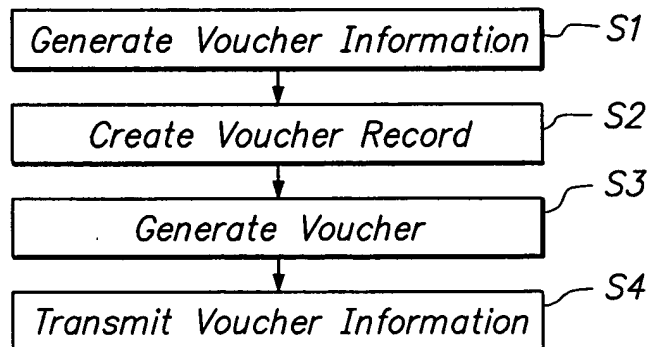 Generate Voucher Information S1
Create Voucher Record S2
Generate Voucher S3
Transmit Voucher Information S4